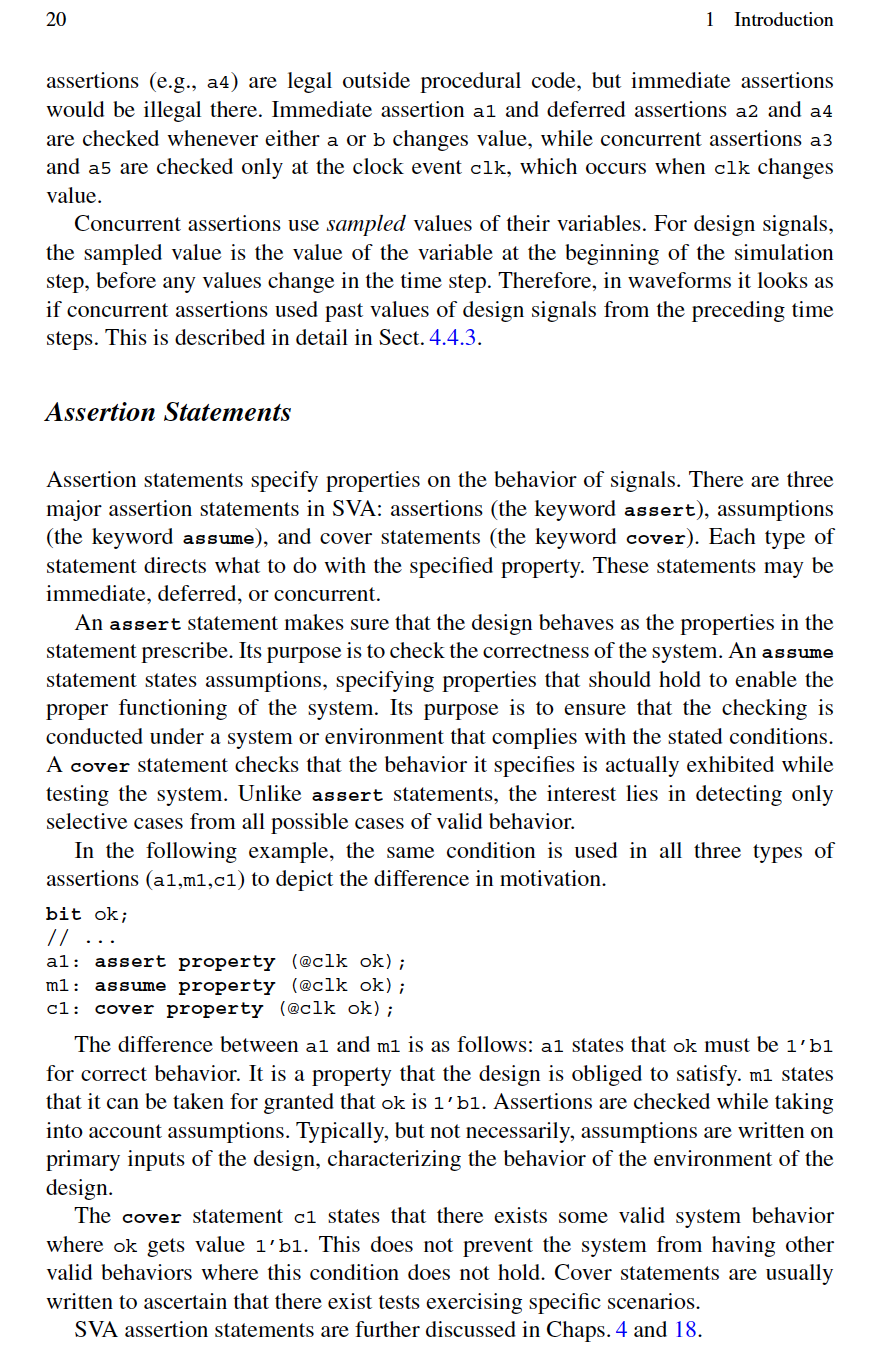 20
1 Introduction
assertions (e.g., a4) are legal outside procedural code, but immediate assertions
would be illegal there. Immediate assertion a1 and deferred assertions a2 and a4
are checked whenever either a or b changes value, while concurrent assertions a3
and a5 are checked only at the clock event clk, which occurs when clk changes
value.
Concurrent assertions use sampled values of their variables. For design signals,
the sampled value is the value of the variable at the beginning of the simulation
step, before any values change in the time step. Therefore, in waveforms it looks as
if concurrent assertions used past values of design signals from the preceding time
steps. This is described in detail in Sect. 4.4.3.
Assertion Statements
Assertion statements specify properties on the behavior of signals. There are three
major assertion statements in SVA: assertions (the keyword assert), assumptions
(the keyword assume), and cover statements (the keyword cover). Each type of
statement directs what to do with the specified property. These statements may be
immediate, deferred, or concurrent.
An assert statement makes sure that the design behaves as the properties in the
statement prescribe. Its purpose is to check the correctness of the system. An assume
statement states assumptions, specifying properties that should hold to enable the
proper functioning of the system. Its purpose is to ensure that the checking is
conducted under a system or environment that complies with the stated conditions.
A cover statement checks that the behavior it specifies is actually exhibited while
testing the system. Unlike assert statements, the interest lies in detecting only
selective cases from all possible cases of valid behavior.
In the following example, the same condition is used in all three types of
assertions (a1,m1,c1) to depict the difference in motivation.
bit ok;
// ...
a1: assert property (@clk ok);
m1: assume property (@clk ok);
c1: cover property (@clk ok);
The difference between a1 and m1 is as follows: a1 states that ok must be 1'b1
for correct behavior. It is a property that the design is obliged to satisfy. m1 states
that it can be taken for granted that ok is 1'b1. Assertions are checked while taking
into account assumptions. Typically, but not necessarily, assumptions are written on
primary inputs of the design, characterizing the behavior of the environment of the
design.
The cover statement c1 states that there exists some valid system behavior
where ok gets value 1'b1. This does not prevent the system from having other
valid behaviors where this condition does not hold. Cover statements are usually
written to ascertain that there exist tests exercising specific scenarios.
SVA assertion statements are further discussed in Chaps. 4 and 18.